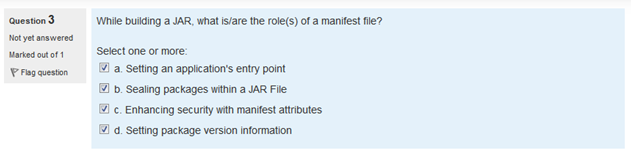 Question 3
Not yet answered
Marked out of 1
Flag question
While building a JAR, what is/are the role(s) of a manifest file?
Select one or more:
a. Setting an application's entry point
b. Sealing packages within a JAR File
c. Enhancing security with manifest attributes
d. Setting package version information